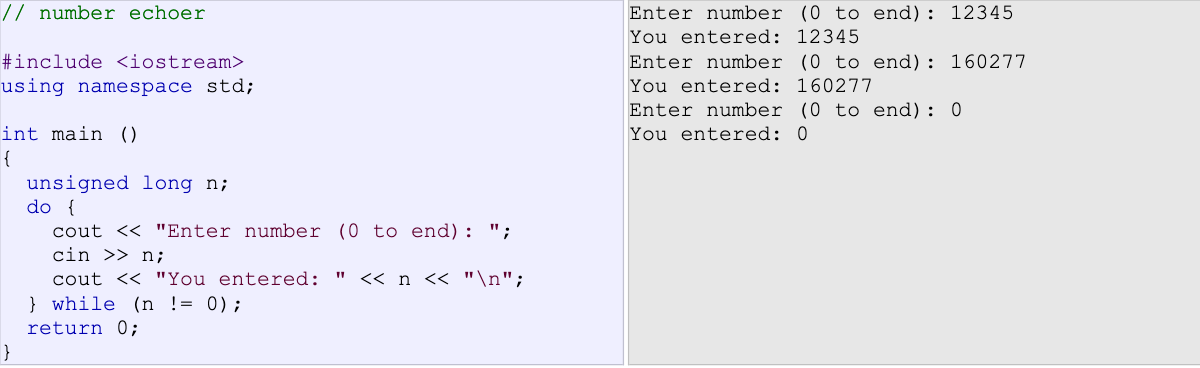 // number echoer

#include <iostream>
using namespace std;

int main ()
{
  unsigned long n;
  do {
    cout << "Enter number (0 to end): ";
    cin >> n;
    cout << "You entered: " << n << "\n";
  } while (n != 0);
  return 0;
}
Enter number (0 to end): 12345
You entered: 12345
Enter number (0 to end): 160277
You entered: 160277
Enter number (0 to end): 0
You entered: 0